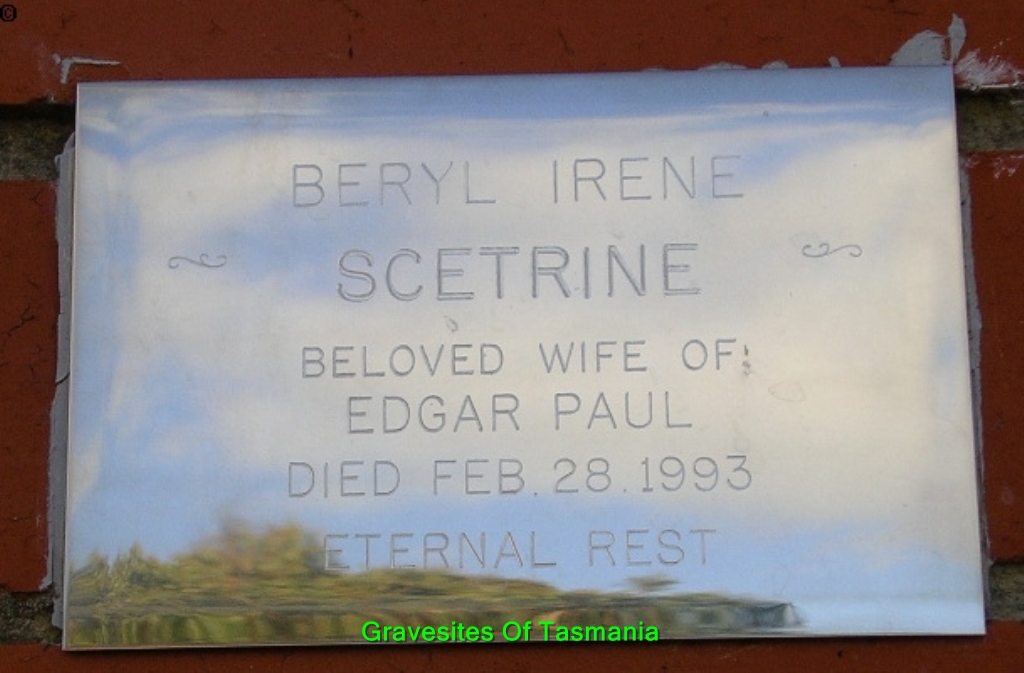 ©
BERYL IRENE
SCETRINE
BELOVED WIFE OF
EDGAR PAUL
DIED FEB. 28. 1993
ETERNAL REST
Gravesites Of Tasmania